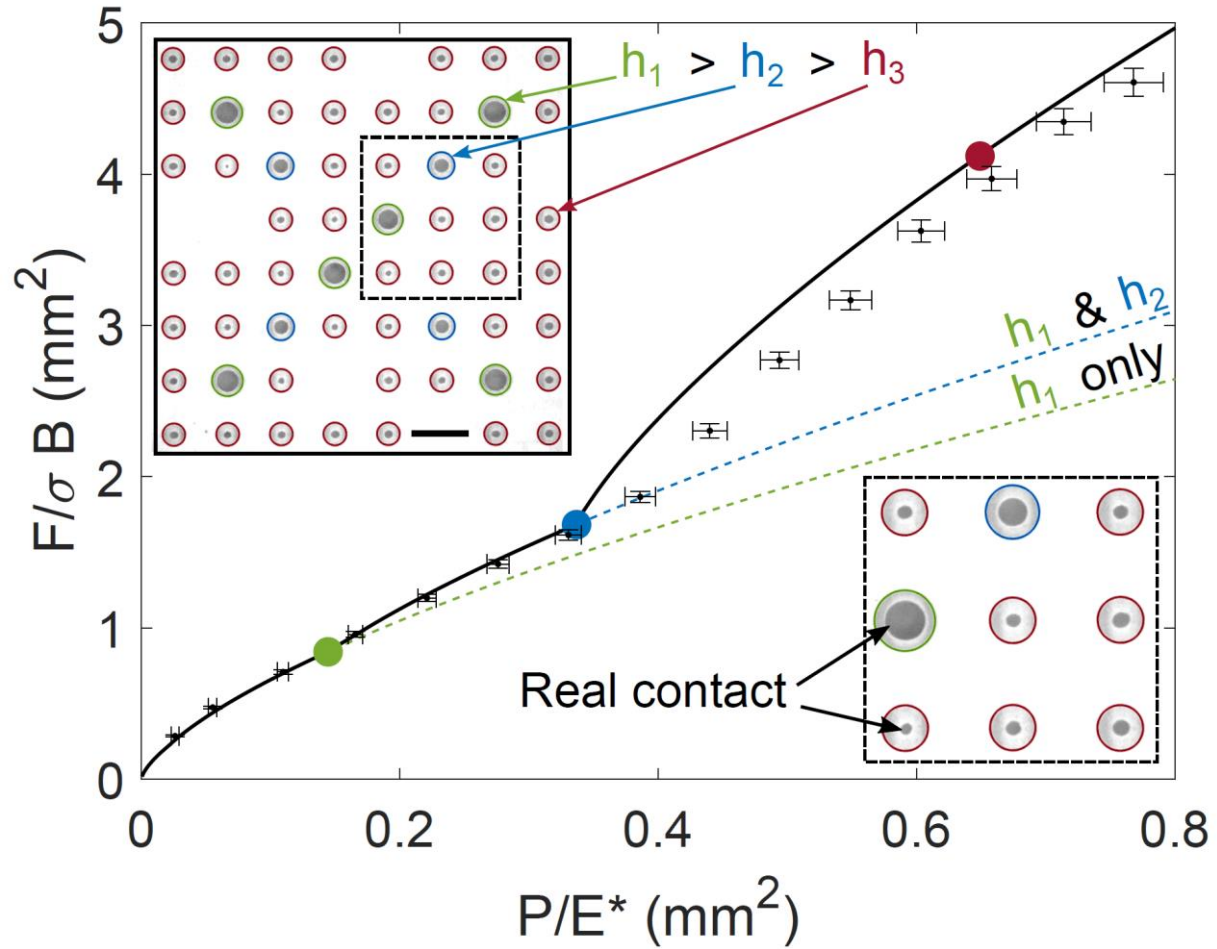 5
4
3
2
1
0
F/σ B (mm²)
h₁ > h₂ > h₃
h₁ & h₂
h₁ only
Real contact
0 0.2 0.4 0.6 0.8
P/E* (mm²)